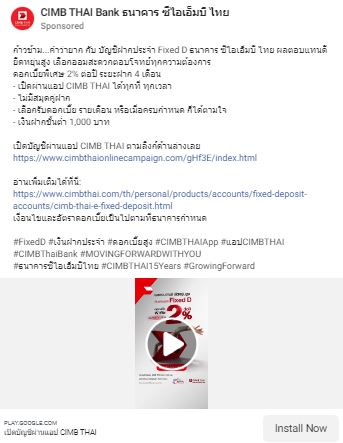 CIMB THAI Bank ธนาคาร ซีไอเอ็มบี ไทย
Sponsored
ก้าวข้าม...คำว่ายาก กับ บัญชีฝากประจำ Fixed D ธนาคาร ซีไอเอ็มบี ไทย ผลตอบแทนดี
ยืดหยุ่นสูง เลือกออมสะดวกตอบโจทย์ทุกความต้องการ
ดอกเบี้ยพิเศษ 2% ต่อปี ระยะฝาก 4 เดือน
- เปิดผ่านแอป CIMB THAI ได้ทุกที่ ทุกเวลา
- ไม่มีสมุดคู่ฝาก
- เลือกรับดอกเบี้ย รายเดือน หรือเมื่อครบกำหนด ก็ได้ตามใจ
- เงินฝากขั้นต่ำ 1,000 บาท
เปิดบัญชีผ่านแอป CIMB THAI ตามลิ้งก์ด้านล่างเลย
https://www.cimbthaionlinecampaign.com/gHf3E/index.html
อ่านเพิ่มเติมได้ที่นี่:
https://www.cimbthai.com/th/personal/products/accounts/fixed-deposit-
accounts/cimb-thai-e-fixed-deposit.html
เงื่อนไขและอัตราดอกเบี้ยเป็นไปตามที่ธนาคารกำหนด
#FixedD #เงินฝากประจำ #ดอกเบี้ยสูง #CIMBTHAIApp #แอปCIMBTHAI
#CIMBThaiBank #MOVINGFORWARDWITHYOU
#ธนาคารซีไอเอ็มบีไทย #CIMBTHAI15Years #GrowingForward
Fixed D
2%
PLAY.GOOGLE.COM
เปิดบัญชีผ่านแอป CIMB THAI
Install Now